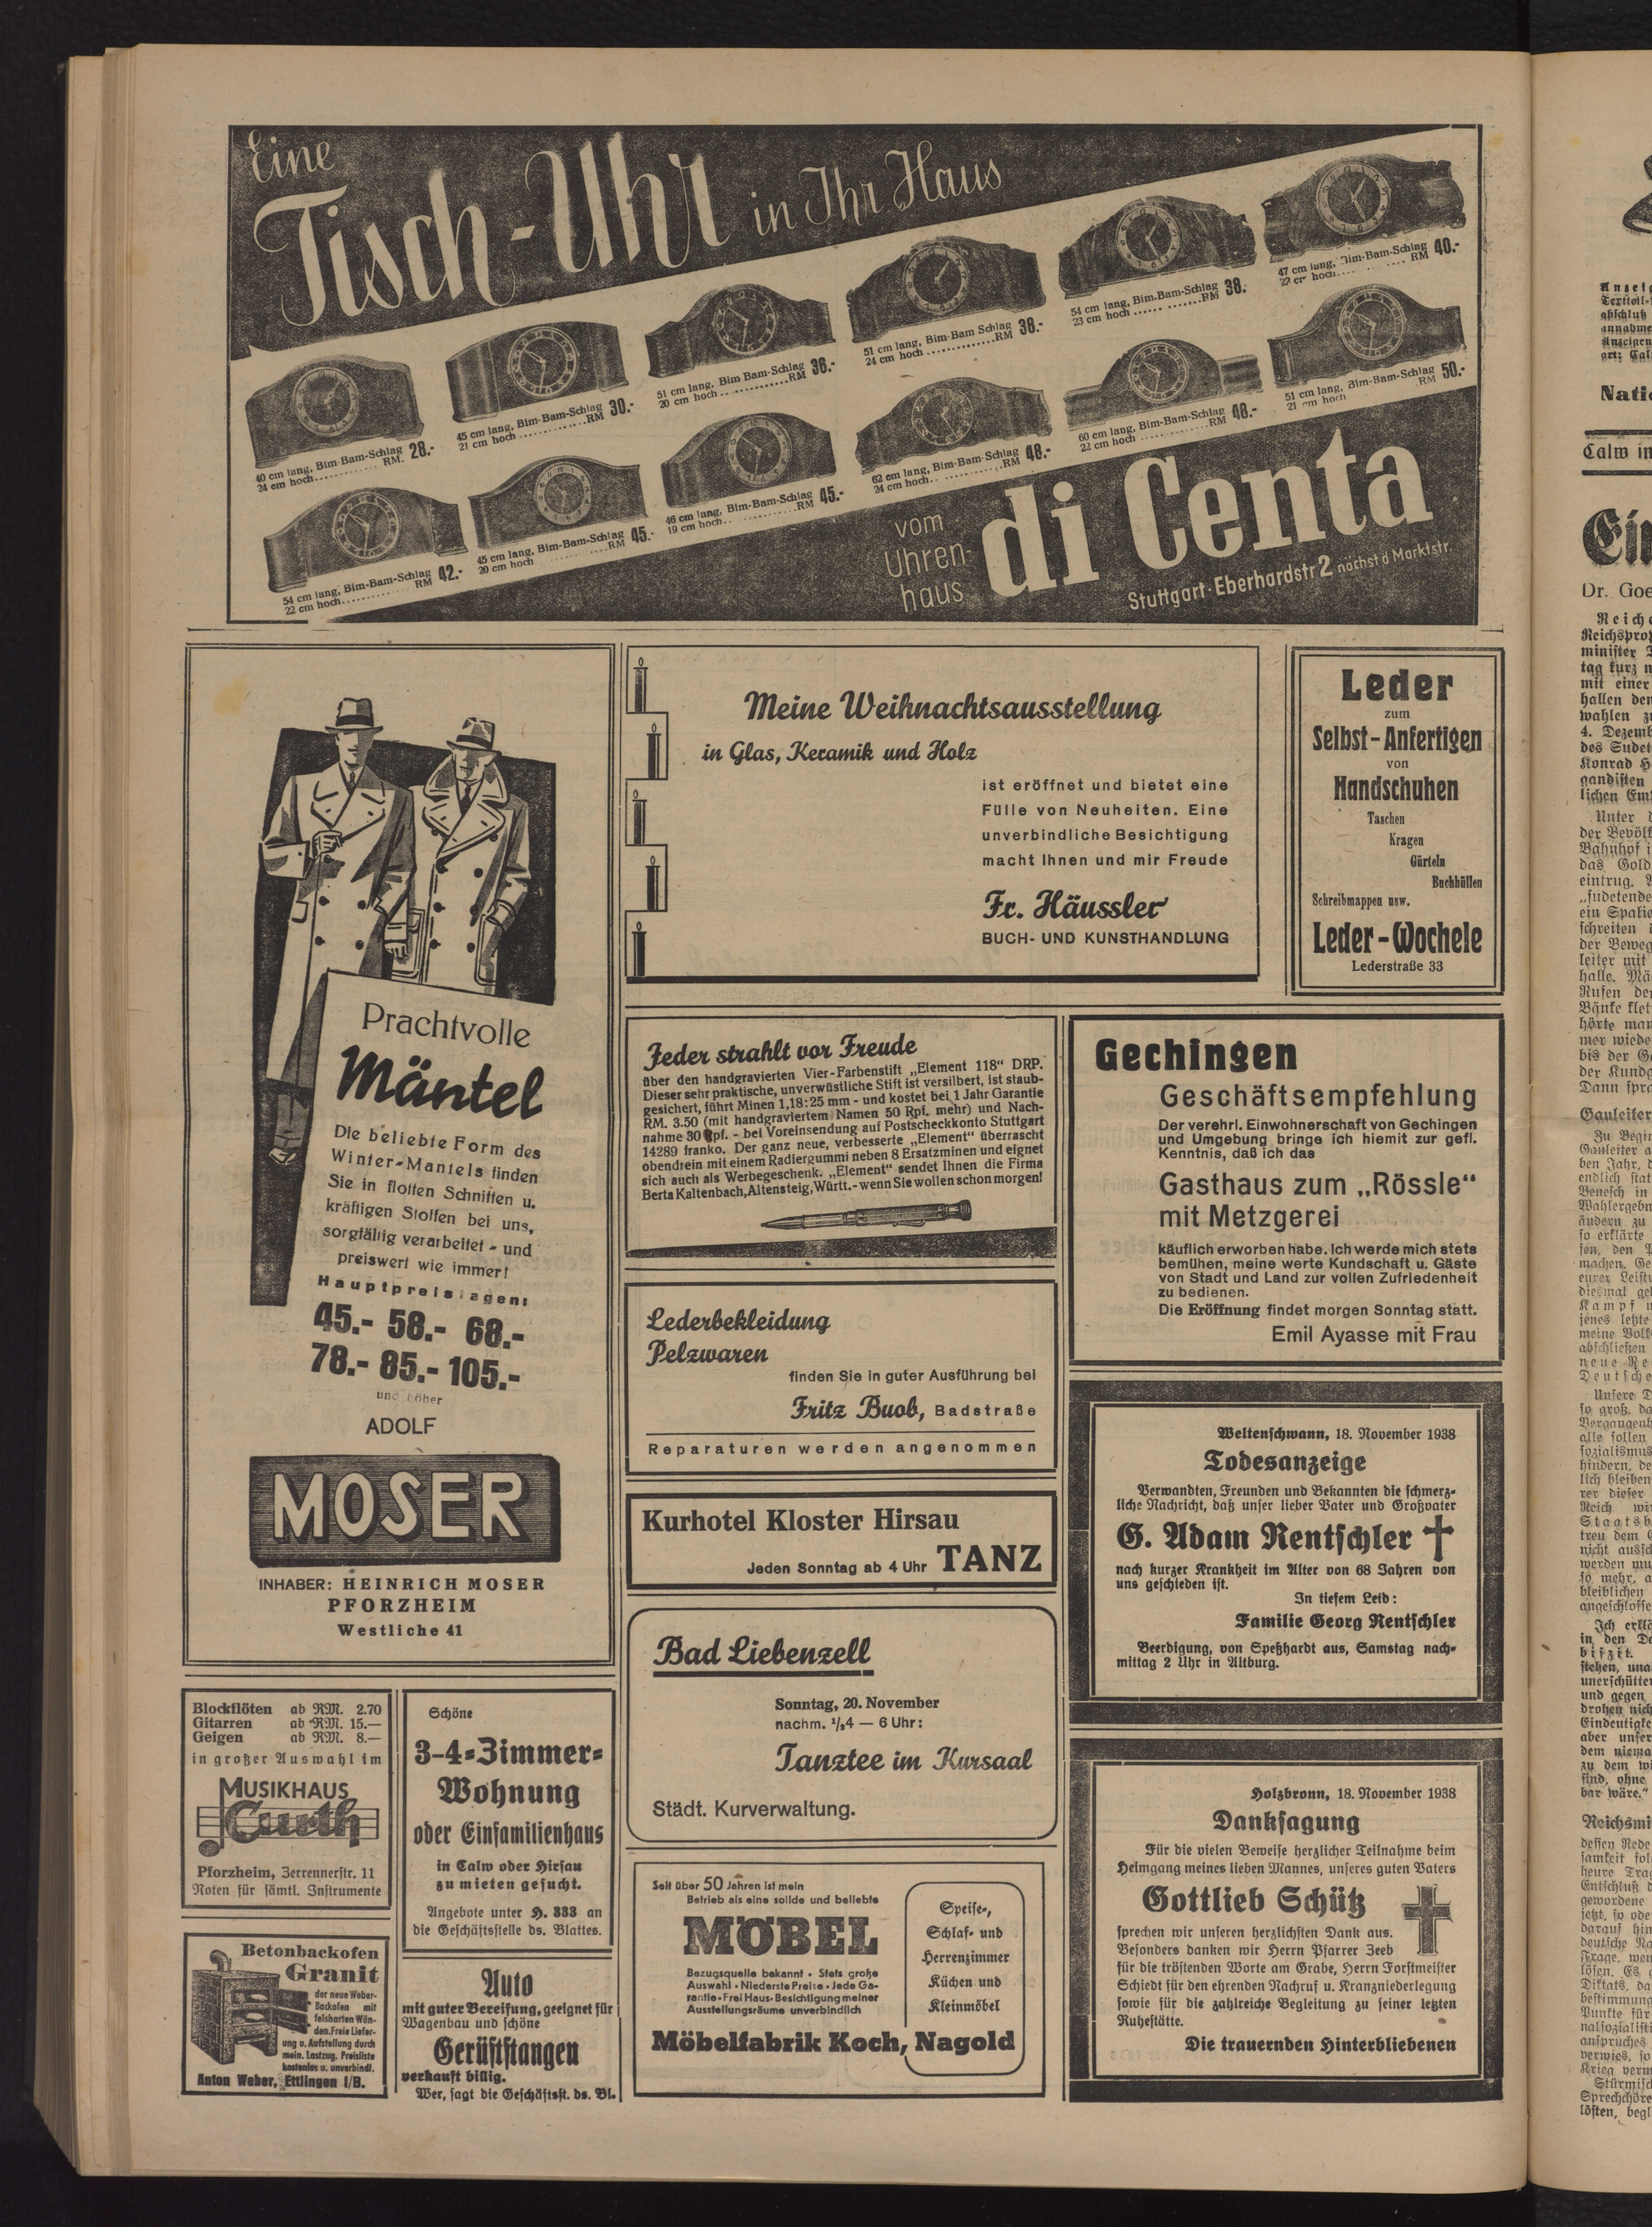 Eine
Tisch-Uhr in Ihr Haus
40 cm lang, Bim-Bam-Schlag
24 cm hoch........... RM. 28.-
45 cm lang, Bim-Bam-Schlag
21 cm hoch ............. RM 30.-
51 cm lang, Bim Bam-Schlag
20 cm hoch ............. RM 36.-
51 cm lang, Bim-Bam Schlag
24 cm hoch ............. RM 38.-
54 cm lang, Bim.Bam-Schlag
23 cm hoch ............. RM 38.
47 cm lang, Bim-Bam-Schlag
27 cm hoch............. RM 40.-
54 cm lang, Bim-Bam-Schlag
22 cm hoch............. RM 42.-
45 cm lang, Bim-Bam-Schlag
20 cm hoch ............. RM 45.-
46 cm lang, Bim-Bam-Schlag
19 cm hoch............. RM 45.-
62 cm lang, Bim-Bam-Schlag
24 cm hoch............. RM 48.-
60 cm lang, Bim-Bam-Schlag
22 cm hoch ............. RM 48.-
51 cm lang, Bim-Bam-Schlag
21 cm hoch RM 50.-
vom
Uhren-
haus
di Centa
Stuttgart · Eberhardstr 2 nächst d Marktstr.
Prachtvolle
Mäntel
Die beliebte Form des
Winter-Mantels finden
Sie in flotten Schnitten u.
kräftigen Stoffen bei uns,
sorgfältig verarbeitet - und
preiswert wie immer!
Hauptpreislagen:
45.- 58.- 68.-
78.- 85.- 105.-
und höher
ADOLF
MOSER
INHABER: HEINRICH MOSER
PFORZHEIM
Westliche 41
Meine Weihnachtsausstellung
in Glas, Keramik und Holz
ist eröffnet und bietet eine
Fülle von Neuheiten. Eine
unverbindliche Besichtigung
macht Ihnen und mir Freude
Fr. Häussler
BUCH- UND KUNSTHANDLUNG
Leder
zum
Selbst-Anfertigen
von
Handschuhen
Taschen
Kragen
Gürteln
Buchhüllen
Schreibmappen usw.
Leder-Wochele
Lederstraße 33
Jeder strahlt vor Freude
über den handgravierten Vier-Farbenstift „Element 118“ DRP.
Dieser sehr praktische, unverwüstliche Stift ist versilbert, ist staub-
gesichert, führt Minen 1,18:25 mm - und kostet bei 1 Jahr Garantie
RM. 3.50 (mit handgraviertem Namen 50 Rpf. mehr) und Nach-
nahme 30 Rpf. - bei Voreinsendung auf Postscheckkonto Stuttgart
14289 franko. Der ganz neue, verbesserte „Element“ überrascht
obendrein mit einem Radiergummi neben 8 Ersatzminen und eignet
sich auch als Werbegeschenk. „Element“ sendet Ihnen die Firma
Berta Kaltenbach, Altensteig, Württ. - wenn Sie wollen schon morgen!
Gechingen
Geschäftsempfehlung
Der verehrl. Einwohnerschaft von Gechingen
und Umgebung bringe ich hiemit zur gefl.
Kenntnis, daß ich das
Gasthaus zum „Rössle“
mit Metzgerei
käuflich erworben habe. Ich werde mich stets
bemühen, meine werte Kundschaft u. Gäste
von Stadt und Land zur vollen Zufriedenheit
zu bedienen.
Die Eröffnung findet morgen Sonntag statt.
Emil Ayasse mit Frau
Lederbekleidung
Pelzwaren
finden Sie in guter Ausführung bei
Fritz Buob, Badstraße
Reparaturen werden angenommen
Kurhotel Kloster Hirsau
Jeden Sonntag ab 4 Uhr TANZ
Bad Liebenzell
Sonntag, 20. November
nachm. 1/24 — 6 Uhr:
Tanztee im Kursaal
Städt. Kurverwaltung.
Seit über 50 Jahren ist mein
Betrieb als eine solide und beliebte
MÖBEL
Bezugsquelle bekannt · Stets große
Auswahl · Niederste Preise · Jede Ga-
rantie · Frei Haus · Besichtigung meiner
Ausstellungsräume unverbindlich
Speise-,
Schlaf- und
Herrenzimmer
Küchen und
Kleinmöbel
Möbelfabrik Koch, Nagold
Weltenschwann, 18. November 1938
Todesanzeige
Verwandten, Freunden und Bekannten die schmerz-
liche Nachricht, daß unser lieber Vater und Großvater
G. Adam Rentschler
nach kurzer Krankheit im Alter von 68 Jahren von
uns geschieden ist.
In tiefem Leid:
Familie Georg Rentschler
Beerdigung, von Speßhardt aus, Samstag nach-
mittag 2 Uhr in Altburg.
Holzbronn, 18. November 1938
Danksagung
Für die vielen Beweise herzlicher Teilnahme beim
Heimgang meines lieben Mannes, unseres guten Vaters
Gottlieb Schütz
sprechen wir unseren herzlichsten Dank aus.
Besonders danken wir Herrn Pfarrer Zeeb
für die tröstenden Worte am Grabe, Herrn Forstmeister
Schiedt für den ehrenden Nachruf u. Kranzniederlegung
sowie für die zahlreiche Begleitung zu seiner letzten
Ruhestätte.
Die trauernden Hinterbliebenen
Blockflöten ab RM. 2.70
Gitarren ab RM. 15.—
Geigen ab RM. 8.—
in großer Auswahl im
MUSIKHAUS
Curth
Pforzheim, Zerrennerstr. 11
Noten für sämtl. Instrumente
Betonbackofen
Granit
der neue Weber-
Backofen mit
felsharten Wän-
den. Freie Liefer-
ung u. Aufstellung durch
mein. Lastzug. Preisliste
kostenlos u. unverbindl.
Anton Weber, Ettlingen i/B.
Schöne
3-4-Zimmer-
Wohnung
oder Einfamilienhaus
in Calw oder Hirsau
zu mieten gesucht.
Angebote unter H. 333 an
die Geschäftsstelle ds. Blattes.
Auto
mit guter Bereifung, geeignet für
Wagenbau und schöne
Gerüststangen
verkauft billig.
Wer, sagt die Geschäftsst. ds. Bl.
Calw im
Dr. Goe